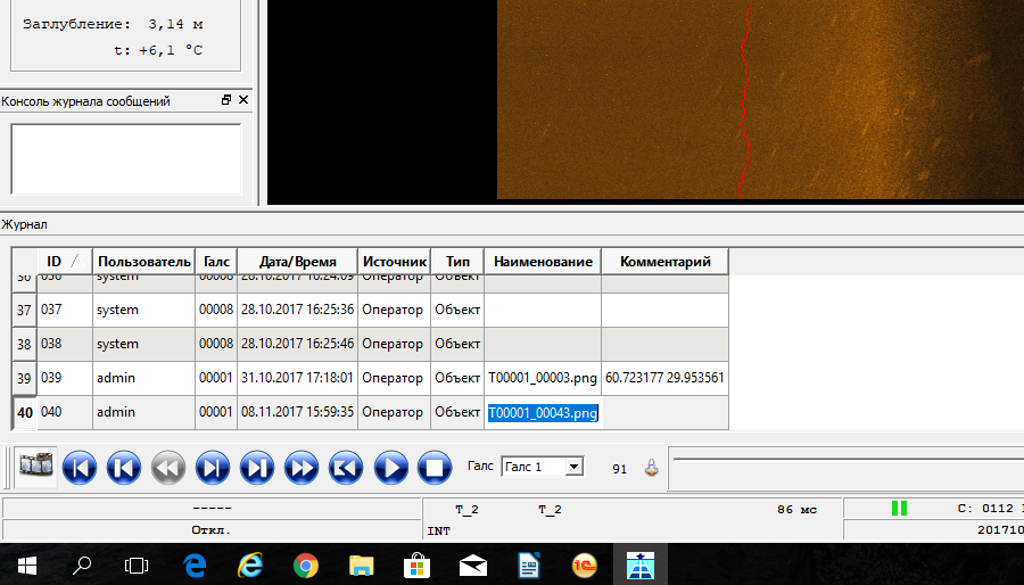 Заглубление: 3,14 м
t: +6,1 °C
Консоль журнала сообщений
Журнал
ID Пользователь Галс Дата/Время Источник Тип Наименование Комментарий
36 036 system 00008 28.10.2017 16:24:09 Оператор Объект
37 037 system 00008 28.10.2017 16:25:36 Оператор Объект
38 038 system 00008 28.10.2017 16:25:46 Оператор Объект
39 039 admin 00001 31.10.2017 17:18:01 Оператор Объект T00001_00003.png 60.723177 29.953561
40 040 admin 00001 08.11.2017 15:59:35 Оператор Объект T00001_00043.png
Галс Галс 1 91
----- T_2 T_2 86 мс C: 0112
Откл. INT 201710